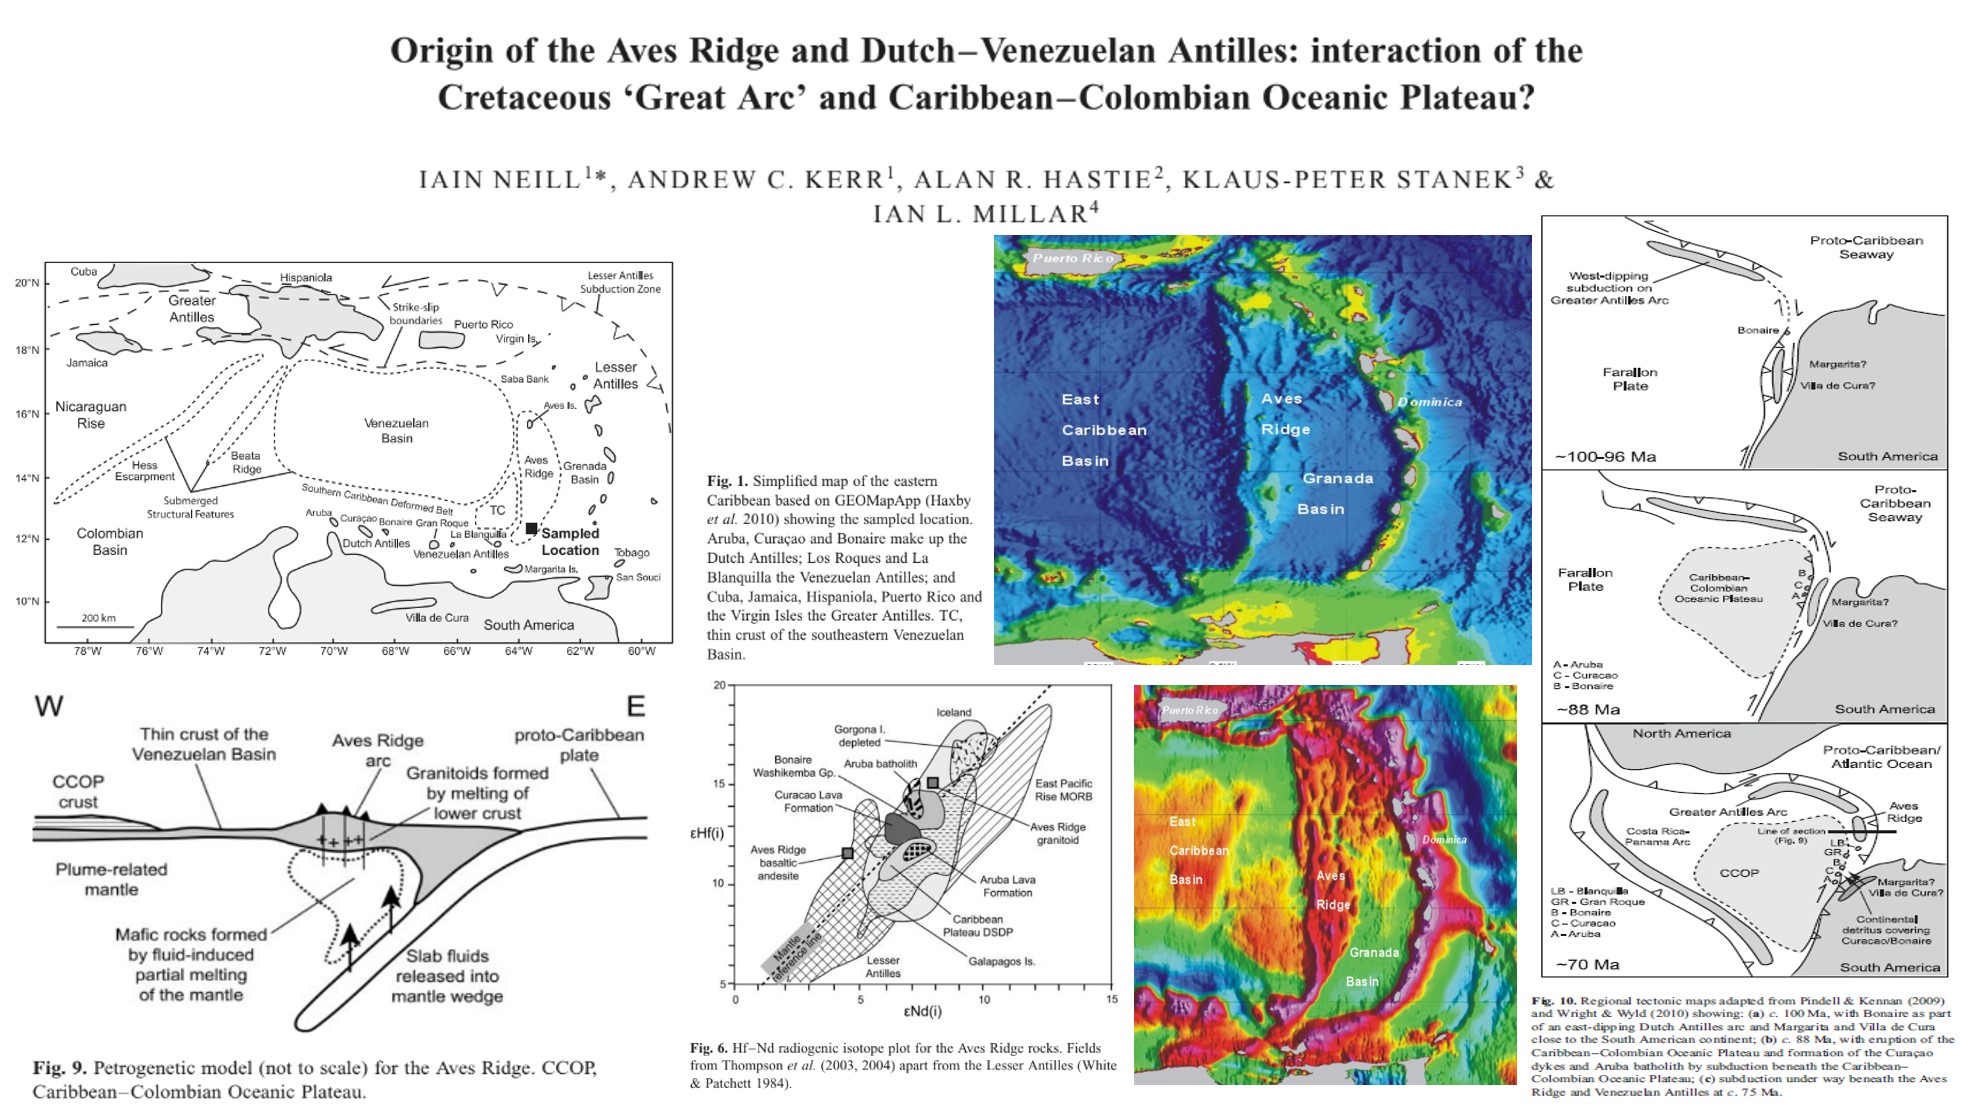 Origin of the Aves Ridge and Dutch–Venezuelan Antilles: interaction of the
Cretaceous ‘Great Arc’ and Caribbean–Colombian Oceanic Plateau?
IAIN NEILL1*, ANDREW C. KERR1, ALAN R. HASTIE2, KLAUS-PETER STANEK3 &
IAN L. MILLAR4
20°N
18°N
16°N
14°N
12°N
10°N
Cuba
Hispaniola
Lesser Antilles
Subduction Zone
Greater
Antilles
Strike-slip
boundaries
Puerto Rico
Virgin Is.
Jamaica
Saba Bank
Lesser
Antilles
Nicaraguan
Rise
Aves Is.
Venezuelan
Basin
Hess
Escarpment
Beata
Ridge
Aves
Ridge
Grenada
Basin
Submerged
Structural Features
Southern Caribbean Deformed Belt
TC
Colombian
Basin
Aruba
Curaçao
Bonaire
Gran Roque
La Blanquilla
Sampled
Location
Dutch Antilles
Venezuelan Antilles
Tobago
Margarita Is.
San Souci
200 km
Villa de Cura
South America
78°W
76°W
74°W
72°W
70°W
68°W
66°W
64°W
62°W
60°W
Fig. 1. Simplified map of the eastern
Caribbean based on GEOMapApp (Haxby
et al. 2010) showing the sampled location.
Aruba, Curaçao and Bonaire make up the
Dutch Antilles; Los Roques and La
Blanquilla the Venezuelan Antilles; and
Cuba, Jamaica, Hispaniola, Puerto Rico and
the Virgin Isles the Greater Antilles. TC,
thin crust of the southeastern Venezuelan
Basin.
Puerto Rico
East
Caribbean
Basin
Aves
Ridge
Dominica
Granada
Basin
Proto-Caribbean
Seaway
West-dipping
subduction on
Greater Antilles Arc
Bonaire
Farallon
Plate
Margarita?
Villa de Cura?
~100-96 Ma
South America
Proto-
Caribbean
Seaway
Farallon
Plate
Caribbean-
Colombian
Oceanic Plateau
B
C
A
Margarita?
Villa de Cura?
A - Aruba
C - Curacao
B - Bonaire
~88 Ma
South America
North America
Proto-Caribbean/
Atlantic Ocean
Greater Antilles Arc
Aves
Ridge
Costa Rica-
Panama Arc
Line of section
(Fig. 9)
LB
GR
B
C
A
CCOP
Margarita?
Villa de Cura?
LB - Blanquilla
GR - Gran Roque
B - Bonaire
C - Curacao
A - Aruba
Continental
detritus covering
Curacao/Bonaire
~70 Ma
South America
Fig. 10. Regional tectonic maps adapted from Pindell & Kennan (2009)
and Wright & Wyld (2010) showing: (a) c. 100 Ma, with Bonaire as part
of an east-dipping Dutch Antilles arc and Margarita and Villa de Cura
close to the South American continent; (b) c. 88 Ma, with eruption of the
Caribbean–Colombian Oceanic Plateau and formation of the Curaçao
dykes and Aruba batholith by subduction beneath the Caribbean–
Colombian Oceanic Plateau; (c) subduction under way beneath the Aves
Ridge and Venezuelan Antilles at c. 75 Ma.
W
E
Thin crust of the
Venezuelan Basin
Aves Ridge
arc
proto-Caribbean
plate
CCOP
crust
Granitoids formed
by melting of
lower crust
Plume-related
mantle
Mafic rocks formed
by fluid-induced
partial melting
of the mantle
Slab fluids
released into
mantle wedge
Fig. 9. Petrogenetic model (not to scale) for the Aves Ridge. CCOP,
Caribbean–Colombian Oceanic Plateau.
20
15
10
5
εHf(i)
Iceland
Gorgona I.
depleted
Bonaire
Washikemba Gp.
Aruba batholith
Curacao Lava
Formation
East Pacific
Rise MORB
Aves Ridge
granitoid
Aves Ridge
basaltic
andesite
Aruba Lava
Formation
Caribbean
Plateau DSDP
Mantle
reference line
Lesser
Antilles
Galapagos Is.
0
5
10
15
εNd(i)
Fig. 6. Hf–Nd radiogenic isotope plot for the Aves Ridge rocks. Fields
from Thompson et al. (2003, 2004) apart from the Lesser Antilles (White
& Patchett 1984).
Puerto Rico
East
Caribbean
Basin
Aves
Ridge
Dominica
Granada
Basin